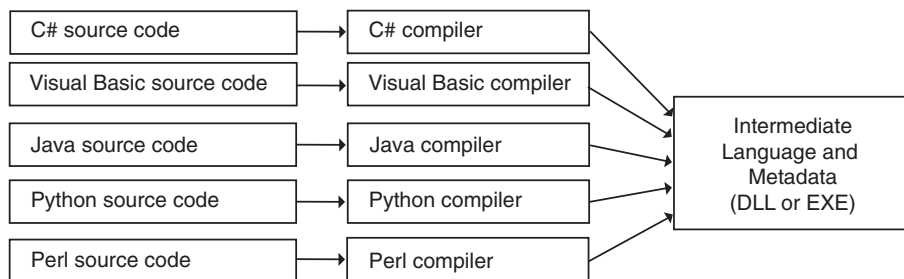 C# source code
C# compiler
Visual Basic source code
Visual Basic compiler
Java source code
Java compiler
Python source code
Python compiler
Perl source code
Perl compiler
Intermediate
Language and
Metadata
(DLL or EXE)